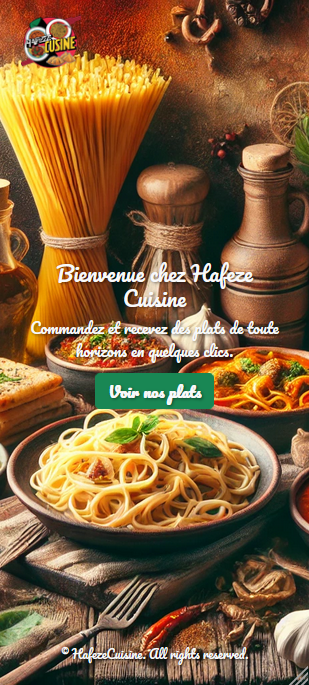 Hafeze
CUISINE
Bienvenue chez Hafeze
Cuisine
Commandez et recevez des plats de toute
horizons en quelques clics.
Voir nos plats
© HafezeCuisine. All rights reserved.